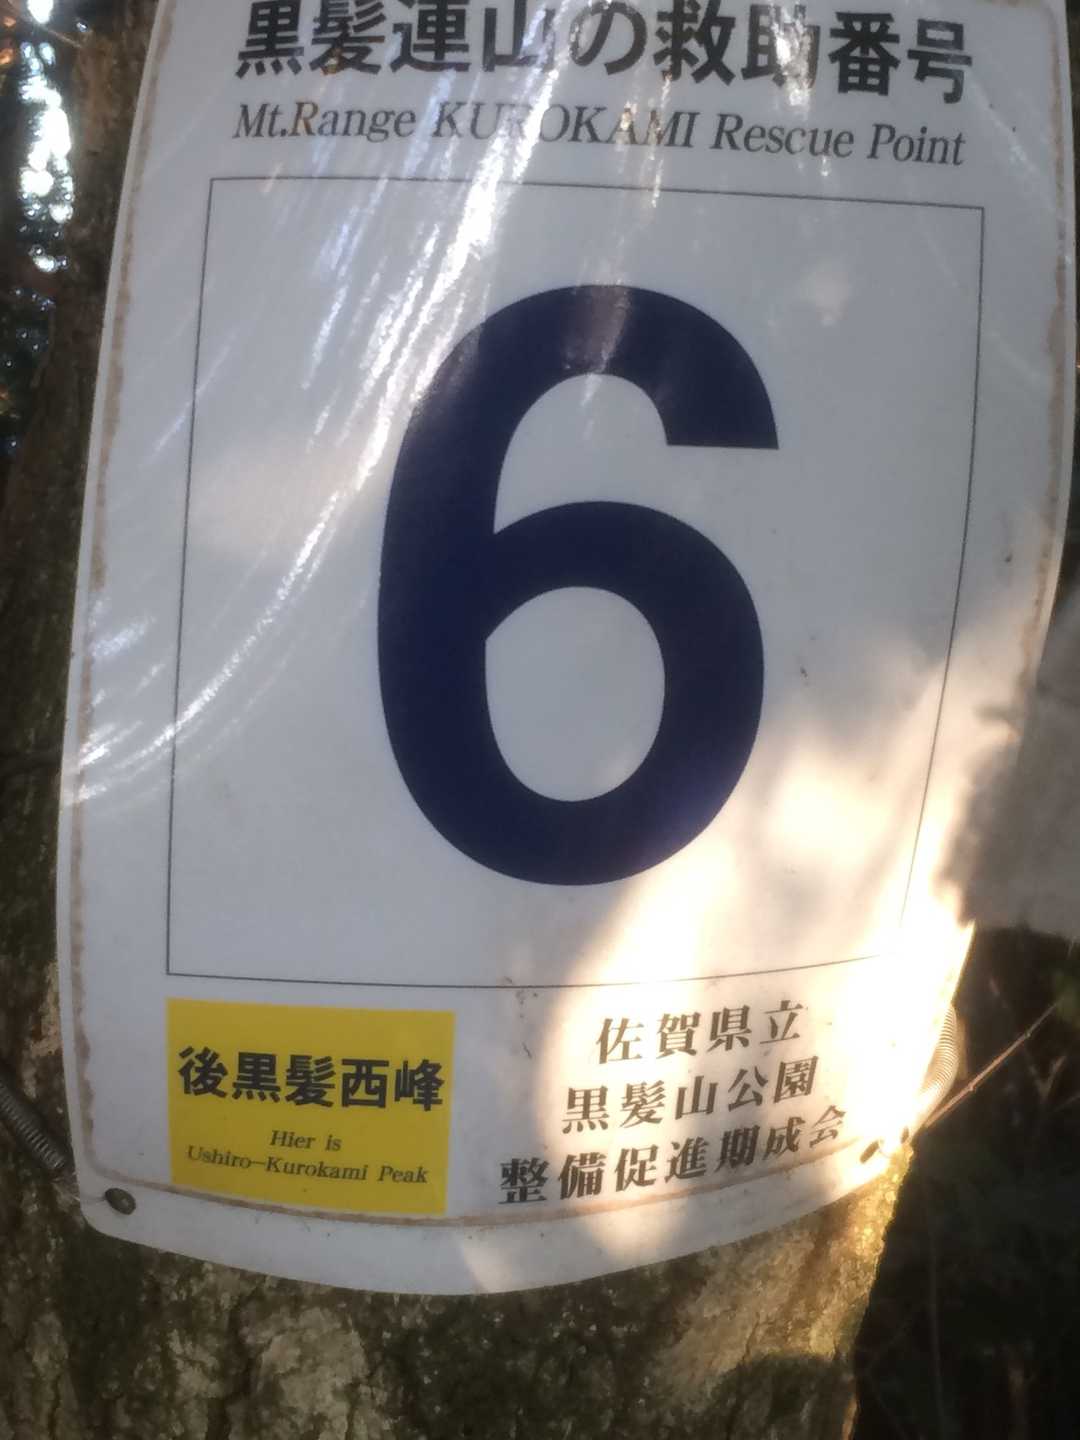 黒髪連山の救助番号
Mt.Range KUROKAMI Rescue Point
6
後黒髪西峰
Hier is
Ushiro-Kurokami Peak
佐賀県立
黒髪山公園
整備促進期成会